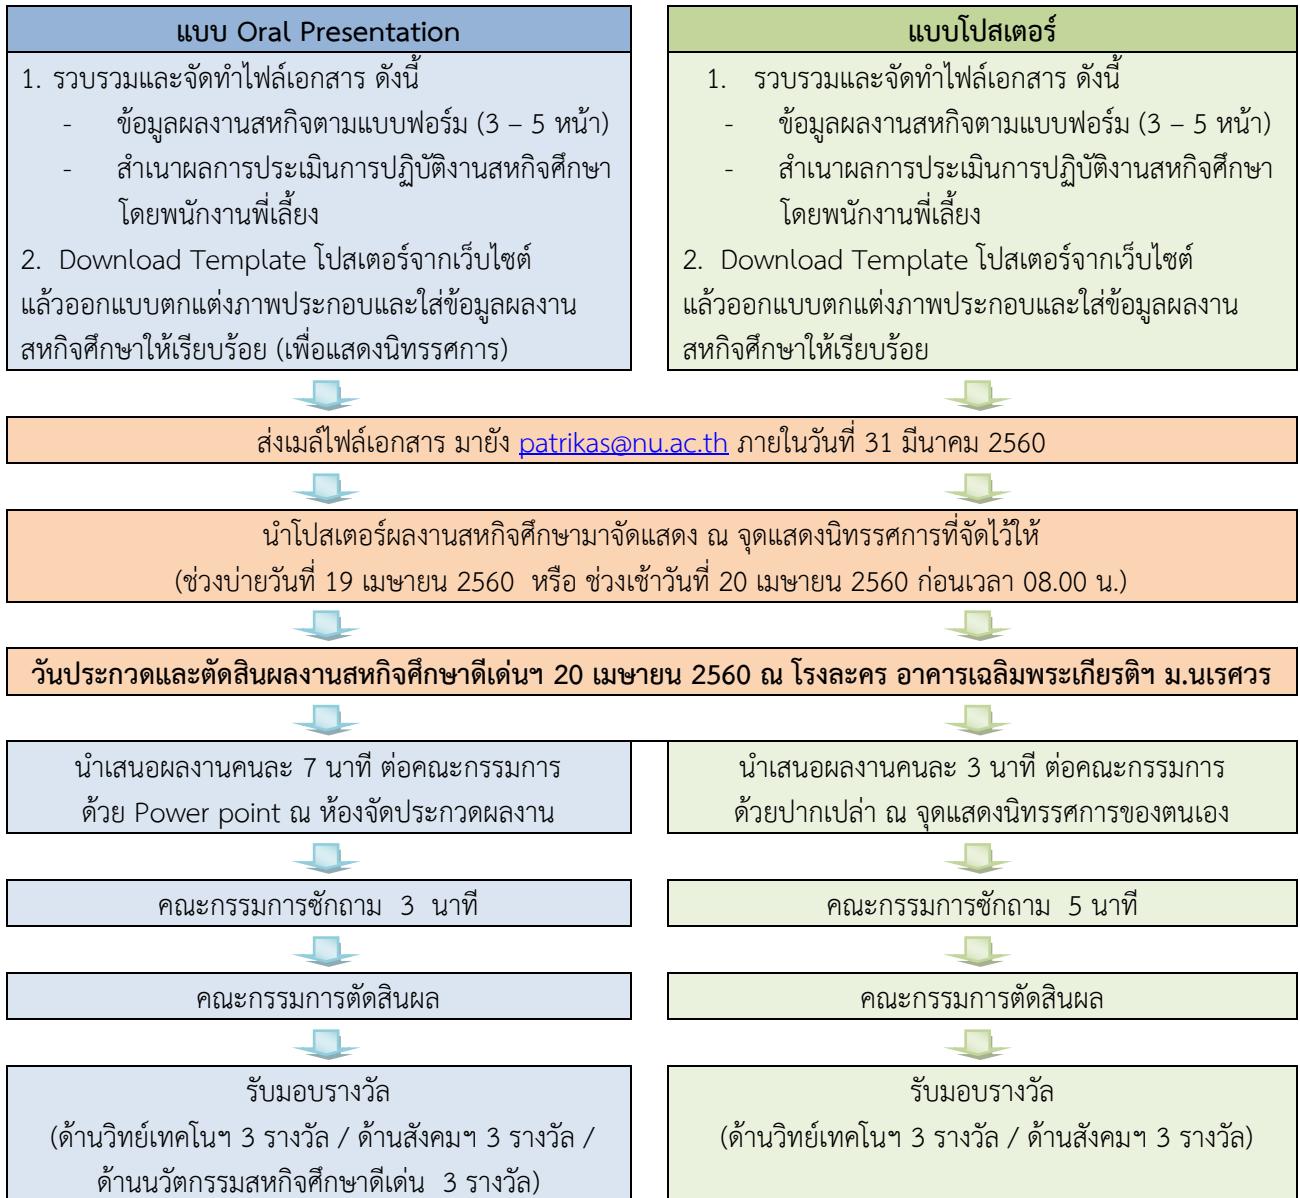 แบบ Oral Presentation
1. รวบรวมและจัดทำไฟล์เอกสาร ดังนี้
- ข้อมูลผลงานสหกิจตามแบบฟอร์ม (3 – 5 หน้า)
- สำเนาผลการประเมินการปฏิบัติงานสหกิจศึกษา
โดยพนักงานพี่เลี้ยง
2. Download Template โปสเตอร์จากเว็บไซต์
แล้วออกแบบตกแต่งภาพประกอบและใส่ข้อมูลผลงาน
สหกิจศึกษาให้เรียบร้อย (เพื่อแสดงนิทรรศการ)
แบบโปสเตอร์
1. รวบรวมและจัดทำไฟล์เอกสาร ดังนี้
- ข้อมูลผลงานสหกิจตามแบบฟอร์ม (3 – 5 หน้า)
- สำเนาผลการประเมินการปฏิบัติงานสหกิจศึกษา
โดยพนักงานพี่เลี้ยง
2. Download Template โปสเตอร์จากเว็บไซต์
แล้วออกแบบตกแต่งภาพประกอบและใส่ข้อมูลผลงาน
สหกิจศึกษาให้เรียบร้อย
ส่งเมล์ไฟล์เอกสาร มายัง patrikas@nu.ac.th ภายในวันที่ 31 มีนาคม 2560
นำโปสเตอร์ผลงานสหกิจศึกษามาจัดแสดง ณ จุดแสดงนิทรรศการที่จัดไว้ให้
(ช่วงบ่ายวันที่ 19 เมษายน 2560 หรือ ช่วงเช้าวันที่ 20 เมษายน 2560 ก่อนเวลา 08.00 น.)
วันประกวดและตัดสินผลงานสหกิจศึกษาดีเด่นฯ 20 เมษายน 2560 ณ โรงละคร อาคารเฉลิมพระเกียรติฯ ม.นเรศวร
นำเสนอผลงานคนละ 7 นาที ต่อคณะกรรมการ
ด้วย Power point ณ ห้องจัดประกวดผลงาน
คณะกรรมการซักถาม 3 นาที
คณะกรรมการตัดสินผล
รับมอบรางวัล
(ด้านวิทย์เทคโนฯ 3 รางวัล / ด้านสังคมฯ 3 รางวัล /
ด้านนวัตกรรมสหกิจศึกษาดีเด่น 3 รางวัล)
นำเสนอผลงานคนละ 3 นาที ต่อคณะกรรมการ
ด้วยปากเปล่า ณ จุดแสดงนิทรรศการของตนเอง
คณะกรรมการซักถาม 5 นาที
คณะกรรมการตัดสินผล
รับมอบรางวัล
(ด้านวิทย์เทคโนฯ 3 รางวัล / ด้านสังคมฯ 3 รางวัล)